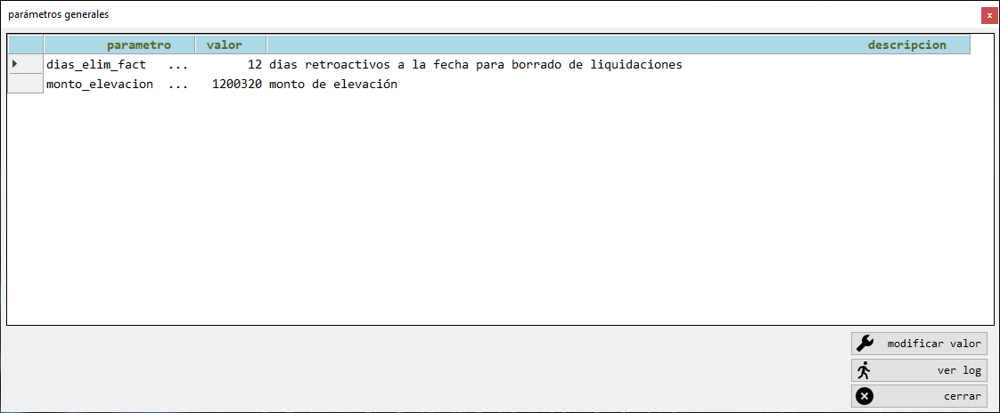 parámetros generales
x
parametro valor descripcion
dias_elim_fact ... 12 dias retroactivos a la fecha para borrado de liquidaciones
monto_elevacion ... 1200320 monto de elevación
modificar valor
ver log
cerrar